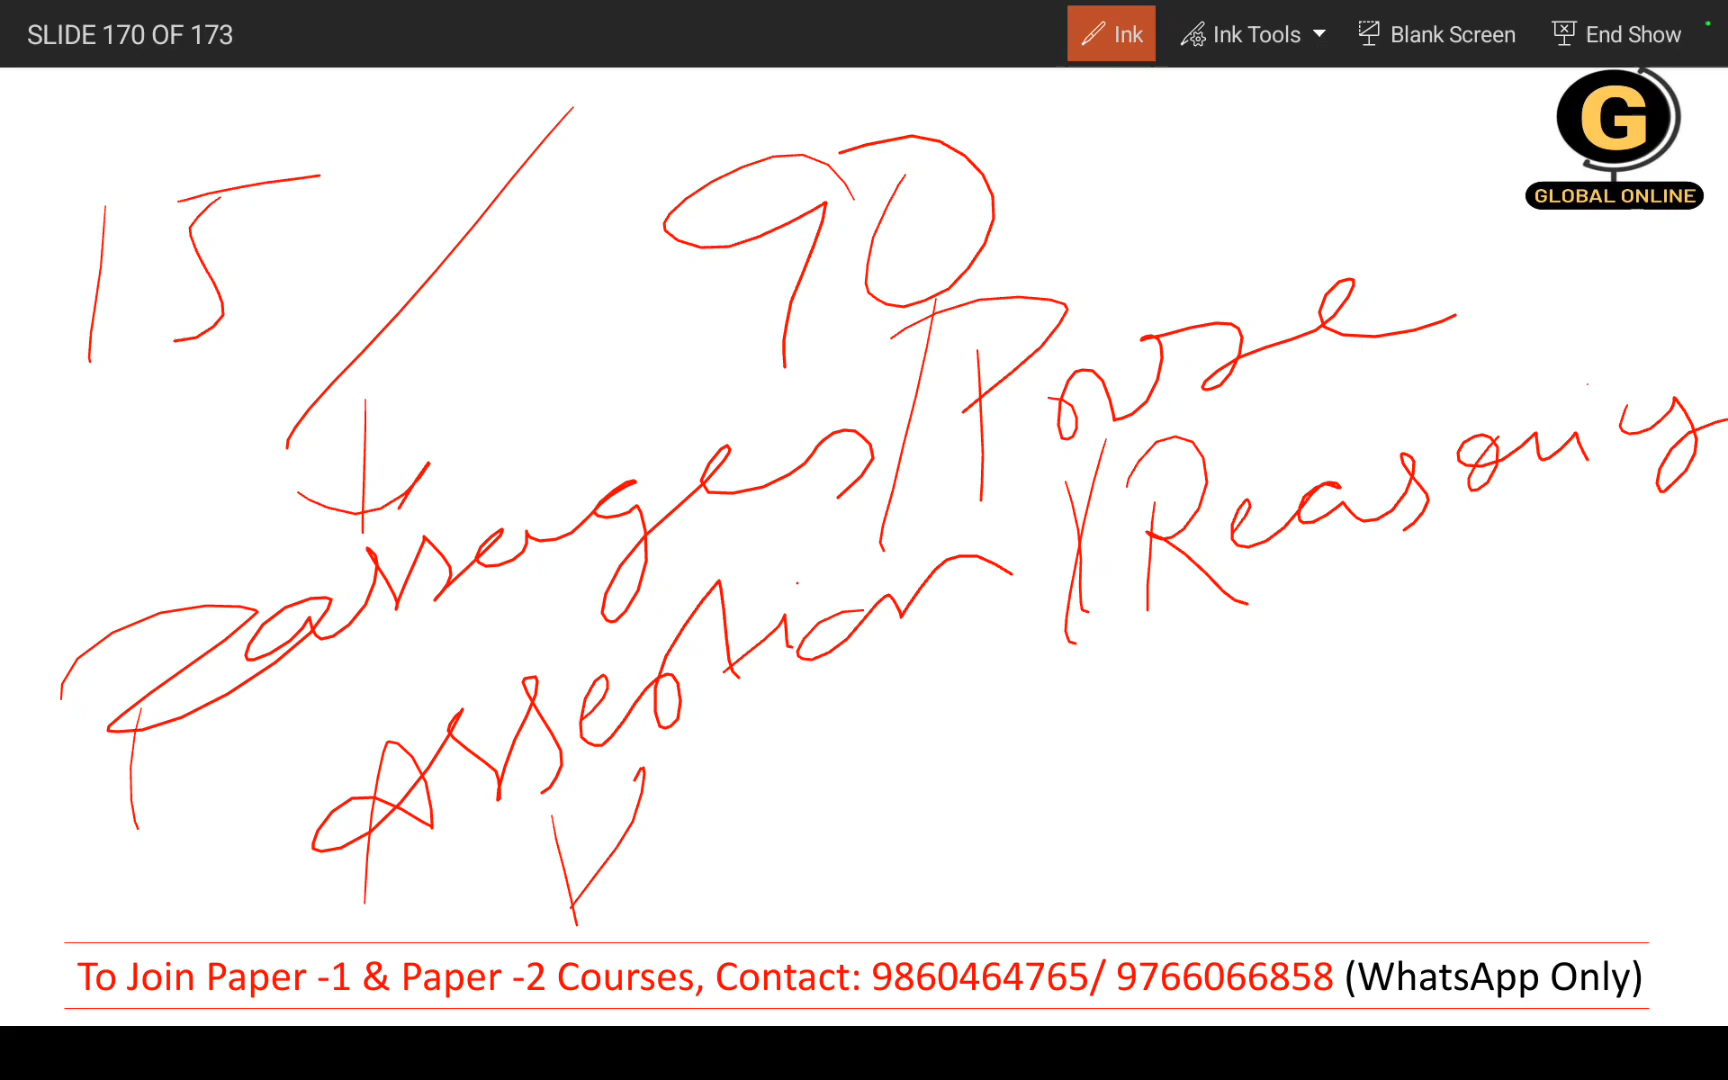 SLIDE 170 OF 173
Ink
Ink Tools
Blank Screen
End Show
G
GLOBAL ONLINE
15 / 90
Passages / Prose
Assertion / Reasoning
To Join Paper -1 & Paper -2 Courses, Contact: 9860464765/ 9766066858 (WhatsApp Only)